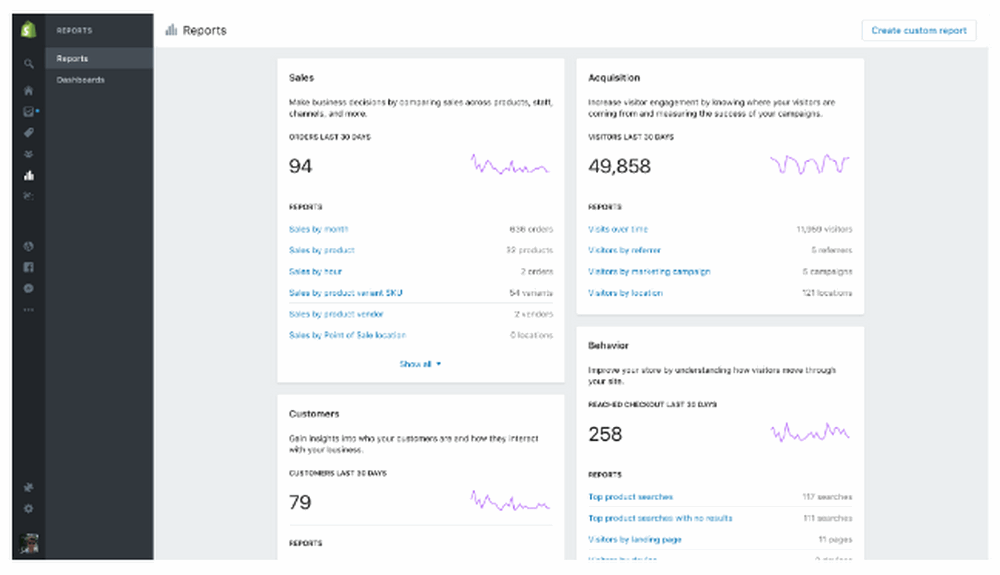 REPORTS
Reports
Dashboards
Reports
Create custom report
Sales
Make business decisions by comparing sales across products, staff,
channels, and more.
ORDERS LAST 30 DAYS
94
REPORTS
Sales by month 636 orders
Sales by product 32 products
Sales by hour 2 orders
Sales by product variant SKU 54 variants
Sales by product vendor 2 vendors
Sales by Point of Sale location 0 locations
Show all
Customers
Gain insights into who your customers are and how they interact
with your business.
CUSTOMERS LAST 30 DAYS
79
REPORTS
Acquisition
Increase visitor engagement by knowing where your visitors are
coming from and measuring the success of your campaigns.
VISITORS LAST 30 DAYS
49,858
REPORTS
Visits over time 11,959 visitors
Visitors by referrer 5 referrers
Visitors by marketing campaign 5 campaigns
Visitors by location 121 locations
Behavior
Improve your store by understanding how visitors move through
your site.
REACHED CHECKOUT LAST 30 DAYS
258
REPORTS
Top product searches 117 searches
Top product searches with no results 111 searches
Visitors by landing page 11 pages